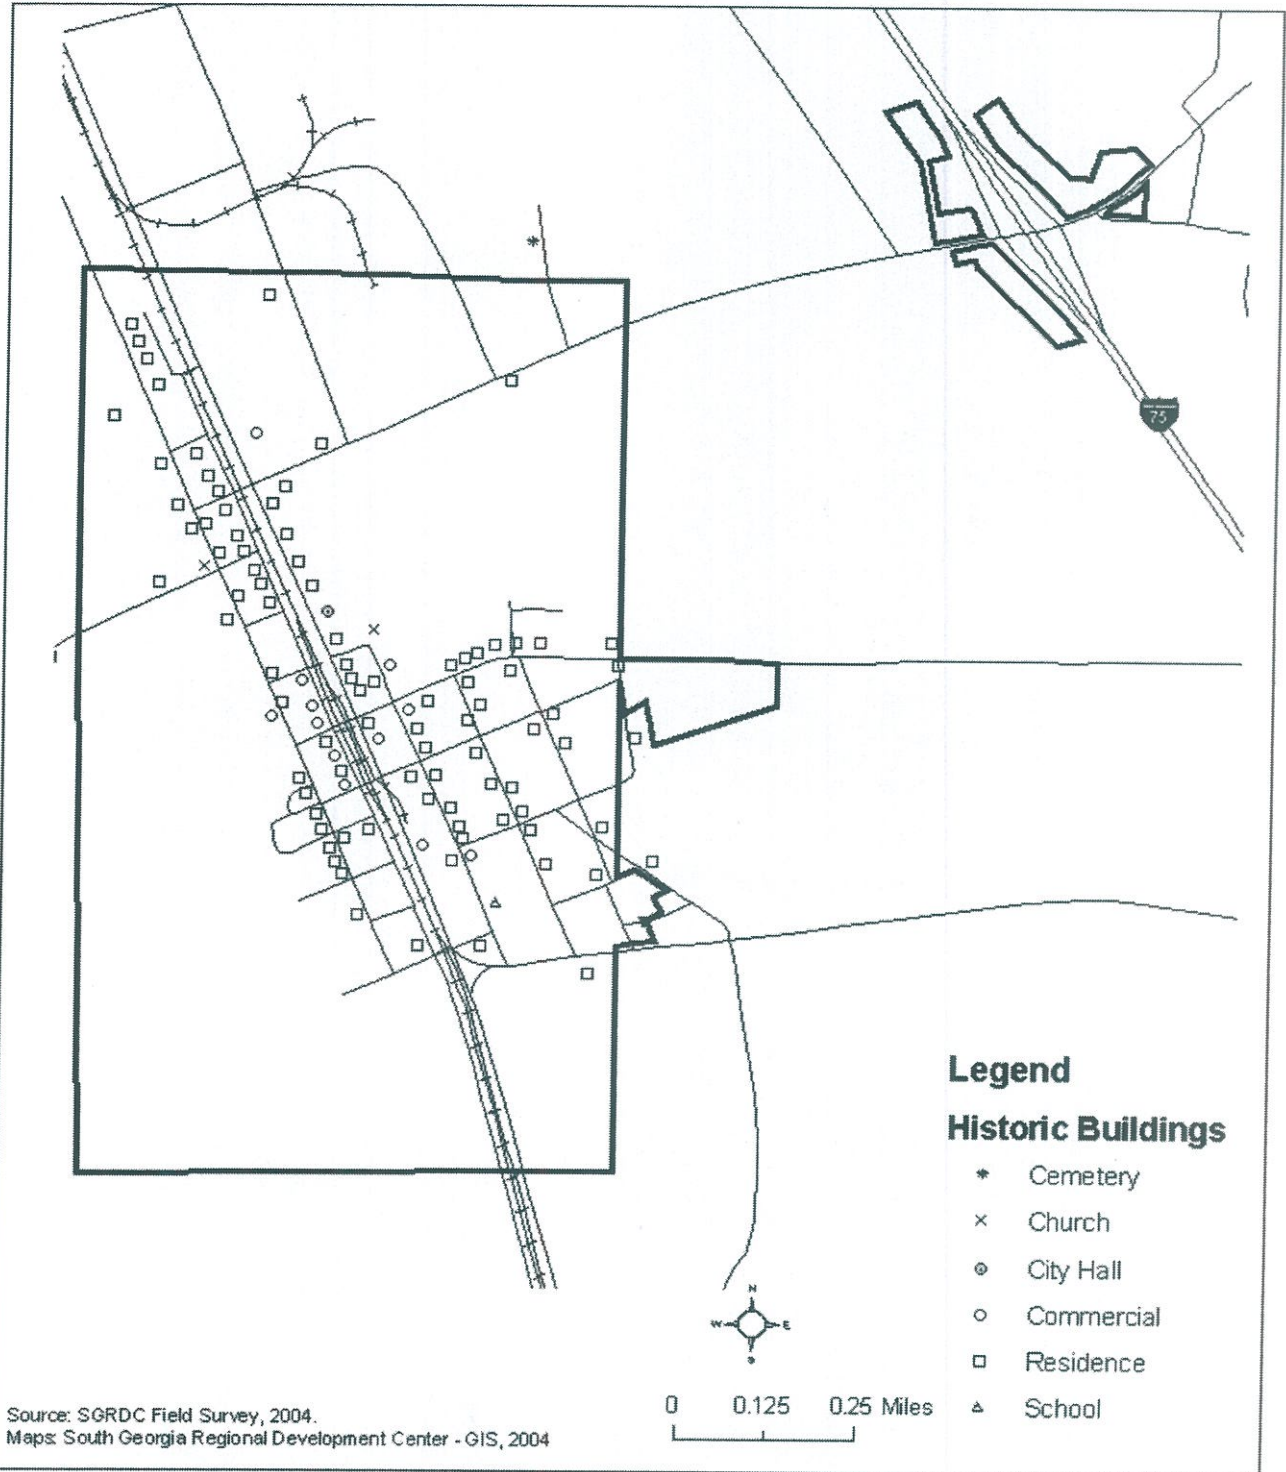 75
Legend
Historic Buildings
Cemetery
Church
City Hall
Commercial
Residence
School
N
W E
S
0 0.125 0.25 Miles
Source: SGRDC Field Survey, 2004.
Maps: South Georgia Regional Development Center - GIS, 2004